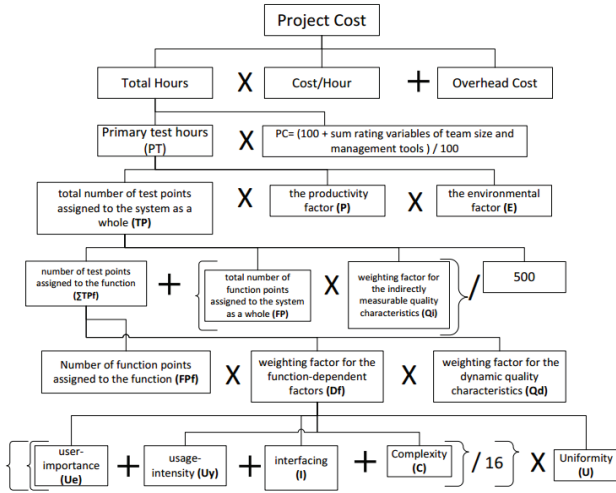 Project Cost
Total Hours X Cost/Hour + Overhead Cost
Primary test hours
(PT)
X
PC= (100 + sum rating variables of team size and
management tools ) / 100
total number of test points
assigned to the system as a
whole (TP)
X
the productivity
factor (P)
X
the environmental
factor (E)
number of test points
assigned to the function
(∑TPf)
+
{
total number of
function points
assigned to the system
as a whole (FP)
X
weighting factor for
the indirectly
measurable quality
characteristics (Qi)
}
/
500
Number of function points
assigned to the function (FPf)
X
weighting factor for the
function-dependent
factors (Df)
X
weighting factor for the
dynamic quality
characteristics (Qd)
{ {
user-
importance
(Ue)
+
usage-
intensity (Uy)
+
interfacing
(I)
+
Complexity
(C)
} / 16 }
X
Uniformity
(U)